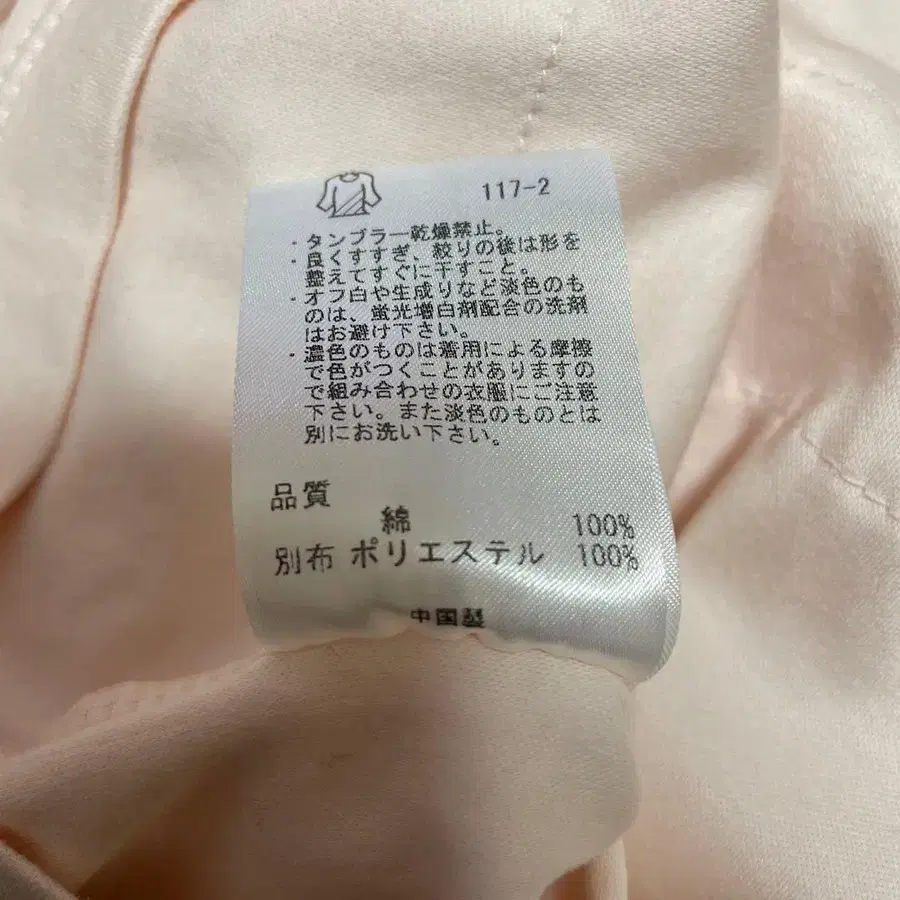 117-2
・タンブラー乾燥禁止。
・良くすすぎ、絞りの後は形を
整えてすぐに干すこと。
・オフ白や生成りなど淡色のも
のは、蛍光増白剤配合の洗剤
はお避け下さい。
・濃色のものは着用による摩擦
で色がつくことがありますの
で組み合わせの衣服にご注意
下さい。また淡色のものとは
別にお洗い下さい。
品質
綿 100%
別布 ポリエステル 100%
中国製